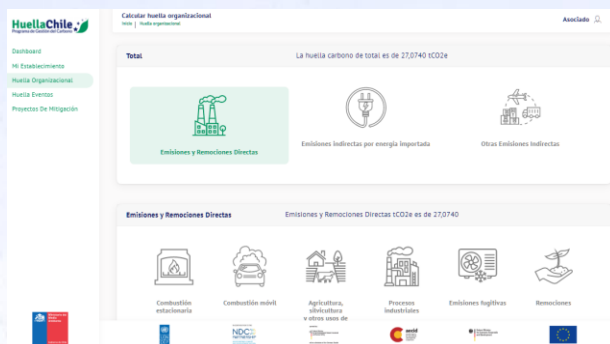 HuellaChile
Programa de Gestión del Carbono
Calcular huella organizacional
Inicio | Huella organizacional
Asociado
Dashboard
Mi Establecimiento
Huella Organizacional
Huella Eventos
Proyectos De Mitigación
Total
La huella carbono de total es de 27,0740 tCO2e
Emisiones y Remociones Directas
Emisiones indirectas por energía importada
Otras Emisiones Indirectas
Emisiones y Remociones Directas
Emisiones y Remociones Directas tCO2e es de 27,0740
Combustión
estacionaria
Combustión móvil
Agricultura,
silvicultura
y otros usos de
Procesos
industriales
Emisiones fugitivas
Remociones
NDC